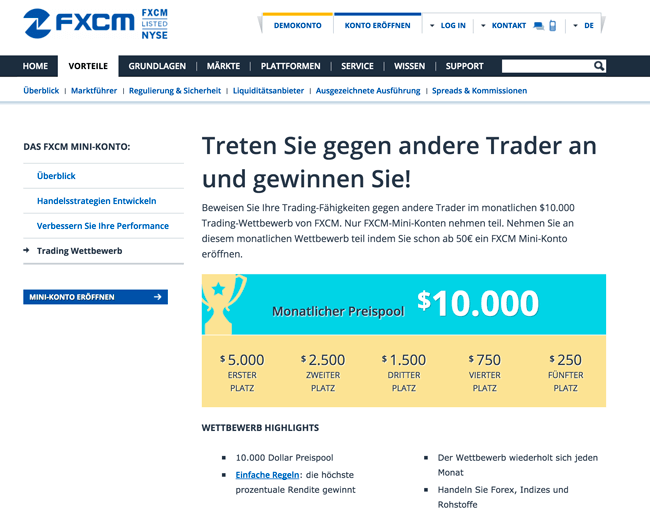 FXCM
FXCM
LISTED
NYSE
DEMOKONTO
KONTO ERÖFFNEN
LOG IN
KONTAKT
DE
HOME
VORTEILE
GRUNDLAGEN
MÄRKTE
PLATTFORMEN
SERVICE
WISSEN
SUPPORT
Überblick | Marktführer | Regulierung & Sicherheit | Liquiditätsanbieter | Ausgezeichnete Ausführung | Spreads & Kommissionen
DAS FXCM MINI-KONTO:
Überblick
Handelsstrategien Entwickeln
Verbessern Sie Ihre Performance
Trading Wettbewerb
MINI-KONTO ERÖFFNEN
Treten Sie gegen andere Trader an
und gewinnen Sie!
Beweisen Sie Ihre Trading-Fähigkeiten gegen andere Trader im monatlichen $10.000
Trading-Wettbewerb von FXCM. Nur FXCM-Mini-Konten nehmen teil. Nehmen Sie an
diesem monatlichen Wettbewerb teil indem Sie schon ab 50€ ein FXCM Mini-Konto
eröffnen.
Monatlicher Preispool $10.000
$5.000
ERSTER
PLATZ
$2.500
ZWEITER
PLATZ
$1.500
DRITTER
PLATZ
$750
VIERTER
PLATZ
$250
FÜNFTER
PLATZ
WETTBEWERB HIGHLIGHTS
10.000 Dollar Preispool
Einfache Regeln: die höchste
prozentuale Rendite gewinnt
Der Wettbewerb wiederholt sich jeden
Monat
Handeln Sie Forex, Indizes und
Rohstoffe